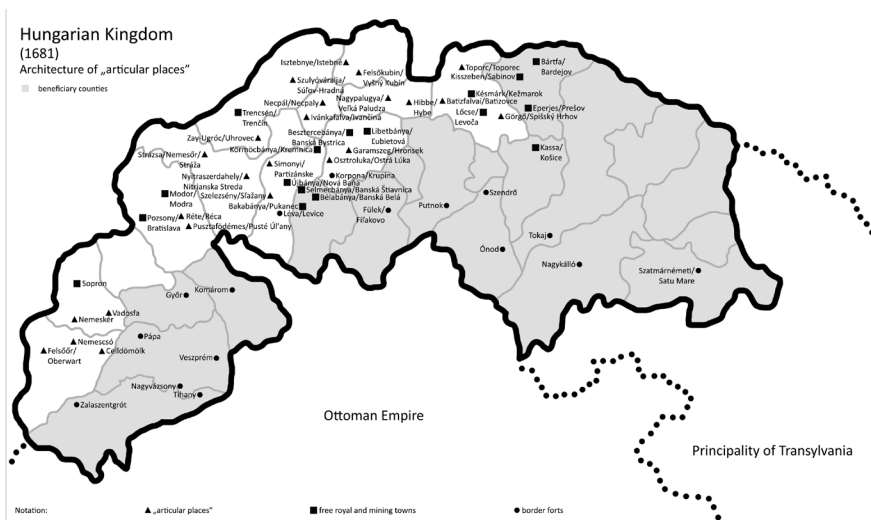 Hungarian Kingdom
(1681)
Architecture of „articular places"
beneficiary counties
Isztebnye/Istebné
Felsőkubin/
Vyšný Kubín
Szulyóváralja/
Súľov-Hradná
Necpál/Necpaly
Nagypalugya/
Veľká Paludza
Hibbe/
Hybe
Batizfalva/Batizovce
Toporc/Toporec
Kisszeben/Sabinov
Bártfa/
Bardejov
Késmárk/Kežmarok
Lőcse/
Levoča
Eperjes/Prešov
Görgő/Spišský Hrhov
Kassa/
Košice
Trencsén/
Trenčín
Ivánkafalva/Ivančiná
Zay-Ugróc/Uhrovec
Besztercebánya/
Banská Bystrica
Libetbánya/
Ľubietová
Körmöcbánya/Kremnica
Garamszeg/Hronsek
Osztroluka/Ostrá Lúka
Strázsa/Nemešőr/
Stráža
Simonyi/
Partizánske
Korpona/Krupina
Nyitraszerdahely/
Nitrianska Streda
Újbánya/Nová Baňa
Selmecbánya/Banská Štiavnica
Szelezsény/Sľažany
Bélabánya/Banská Belá
Bakabánya/Pukanec
Léva/Levice
Modor/
Modra
Pozsony/
Bratislava
Réte/Réca
Pusztafödémes/Pusté Úľany
Fülek/
Fiľakovo
Putnok
Szendrő
Ónod
Tokaj
Nagykálló
Szatmárnémeti/
Satu Mare
Sopron
Győr
Komárom
Vadosfa
Nemeskér
Nemescsó
Felsőőr/
Oberwart
Celldömölk
Pápa
Veszprém
Nagyvázsony
Tihany
Zalaszentgrót
Ottoman Empire
Principality of Transylvania
Notation:
„articular places"
free royal and mining towns
border forts